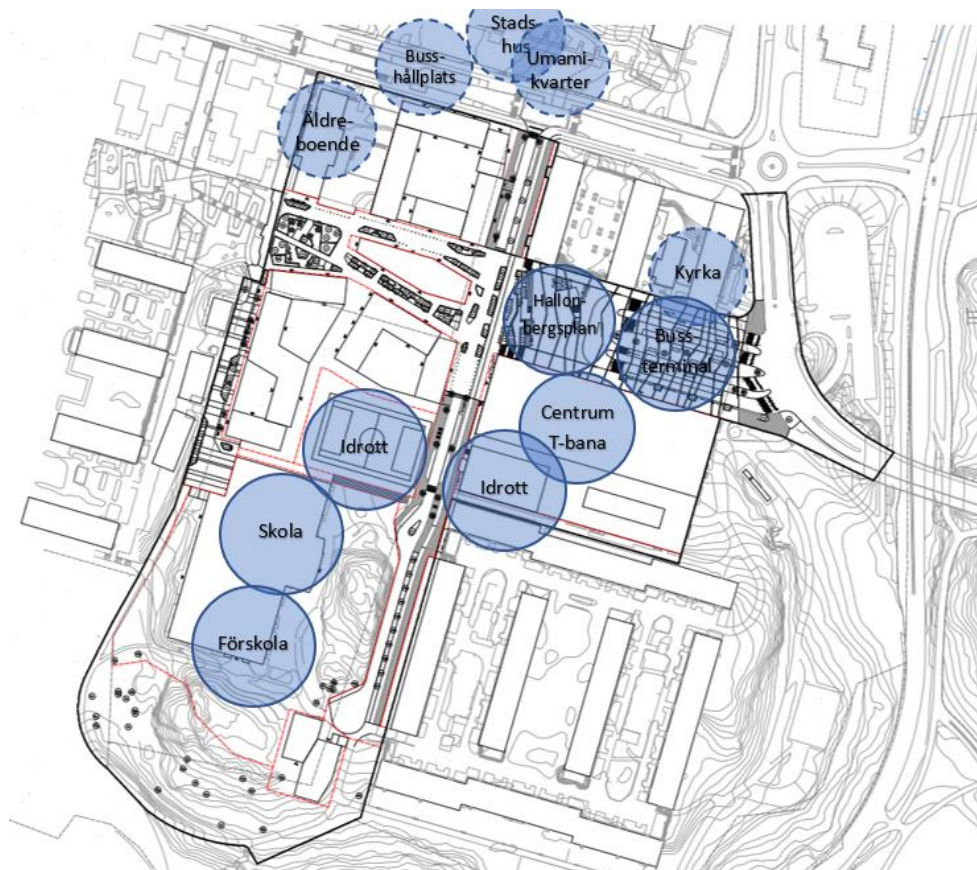 Stads-
hus
Buss-
hållplats
Umami-
kvarter
Äldre-
boende
Kyrka
Hallon-
bergsplan
Buss-
terminal
Centrum
T-bana
Idrott
Idrott
Skola
Förskola